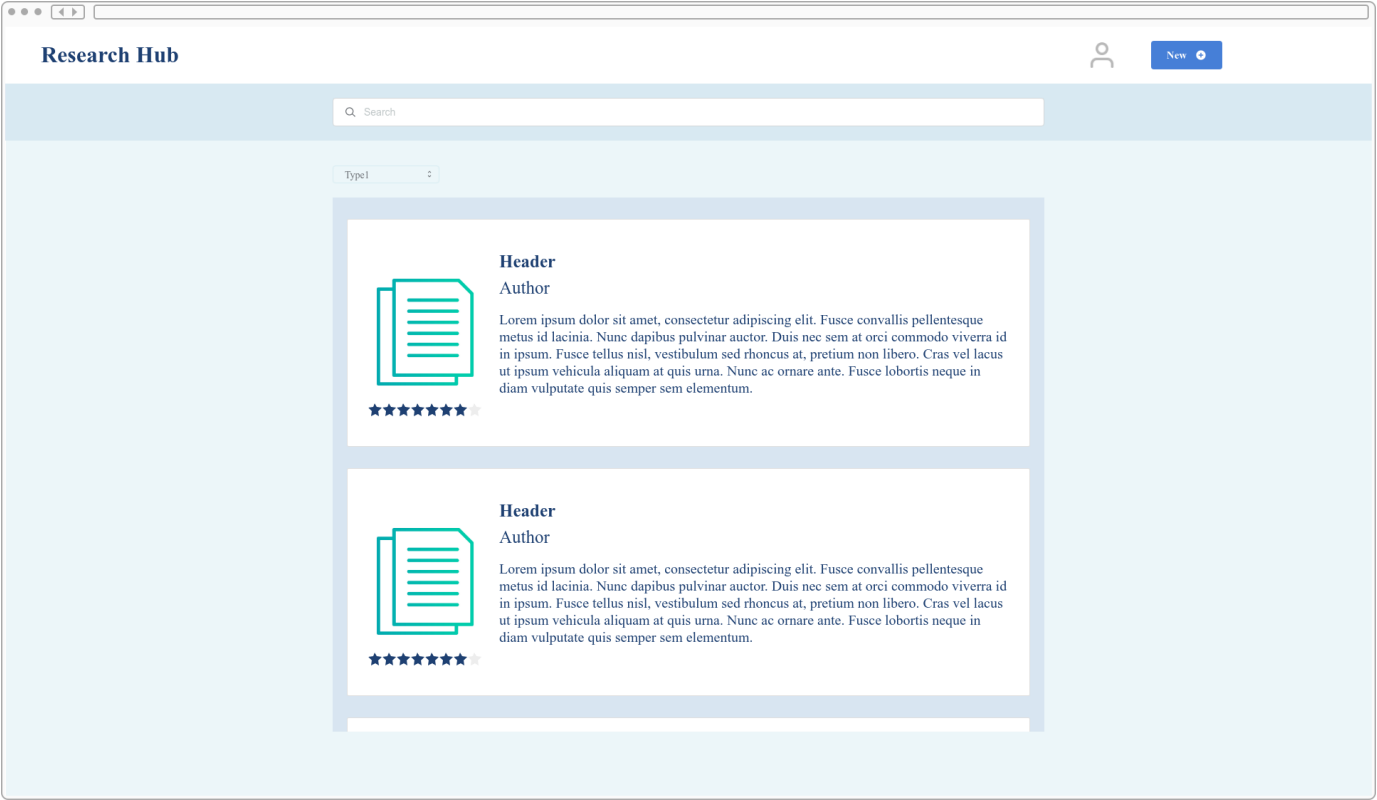 Research Hub
New
Search
Type1
Header
Author
Lorem ipsum dolor sit amet, consectetur adipiscing elit. Fusce convallis pellentesque
metus id lacinia. Nunc dapibus pulvinar auctor. Duis nec sem at orci commodo viverra id
in ipsum. Fusce tellus nisl, vestibulum sed rhoncus at, pretium non libero. Cras vel lacus
ut ipsum vehicula aliquam at quis urna. Nunc ac ornare ante. Fusce lobortis neque in
diam vulputate quis semper sem elementum.
Header
Author
Lorem ipsum dolor sit amet, consectetur adipiscing elit. Fusce convallis pellentesque
metus id lacinia. Nunc dapibus pulvinar auctor. Duis nec sem at orci commodo viverra id
in ipsum. Fusce tellus nisl, vestibulum sed rhoncus at, pretium non libero. Cras vel lacus
ut ipsum vehicula aliquam at quis urna. Nunc ac ornare ante. Fusce lobortis neque in
diam vulputate quis semper sem elementum.